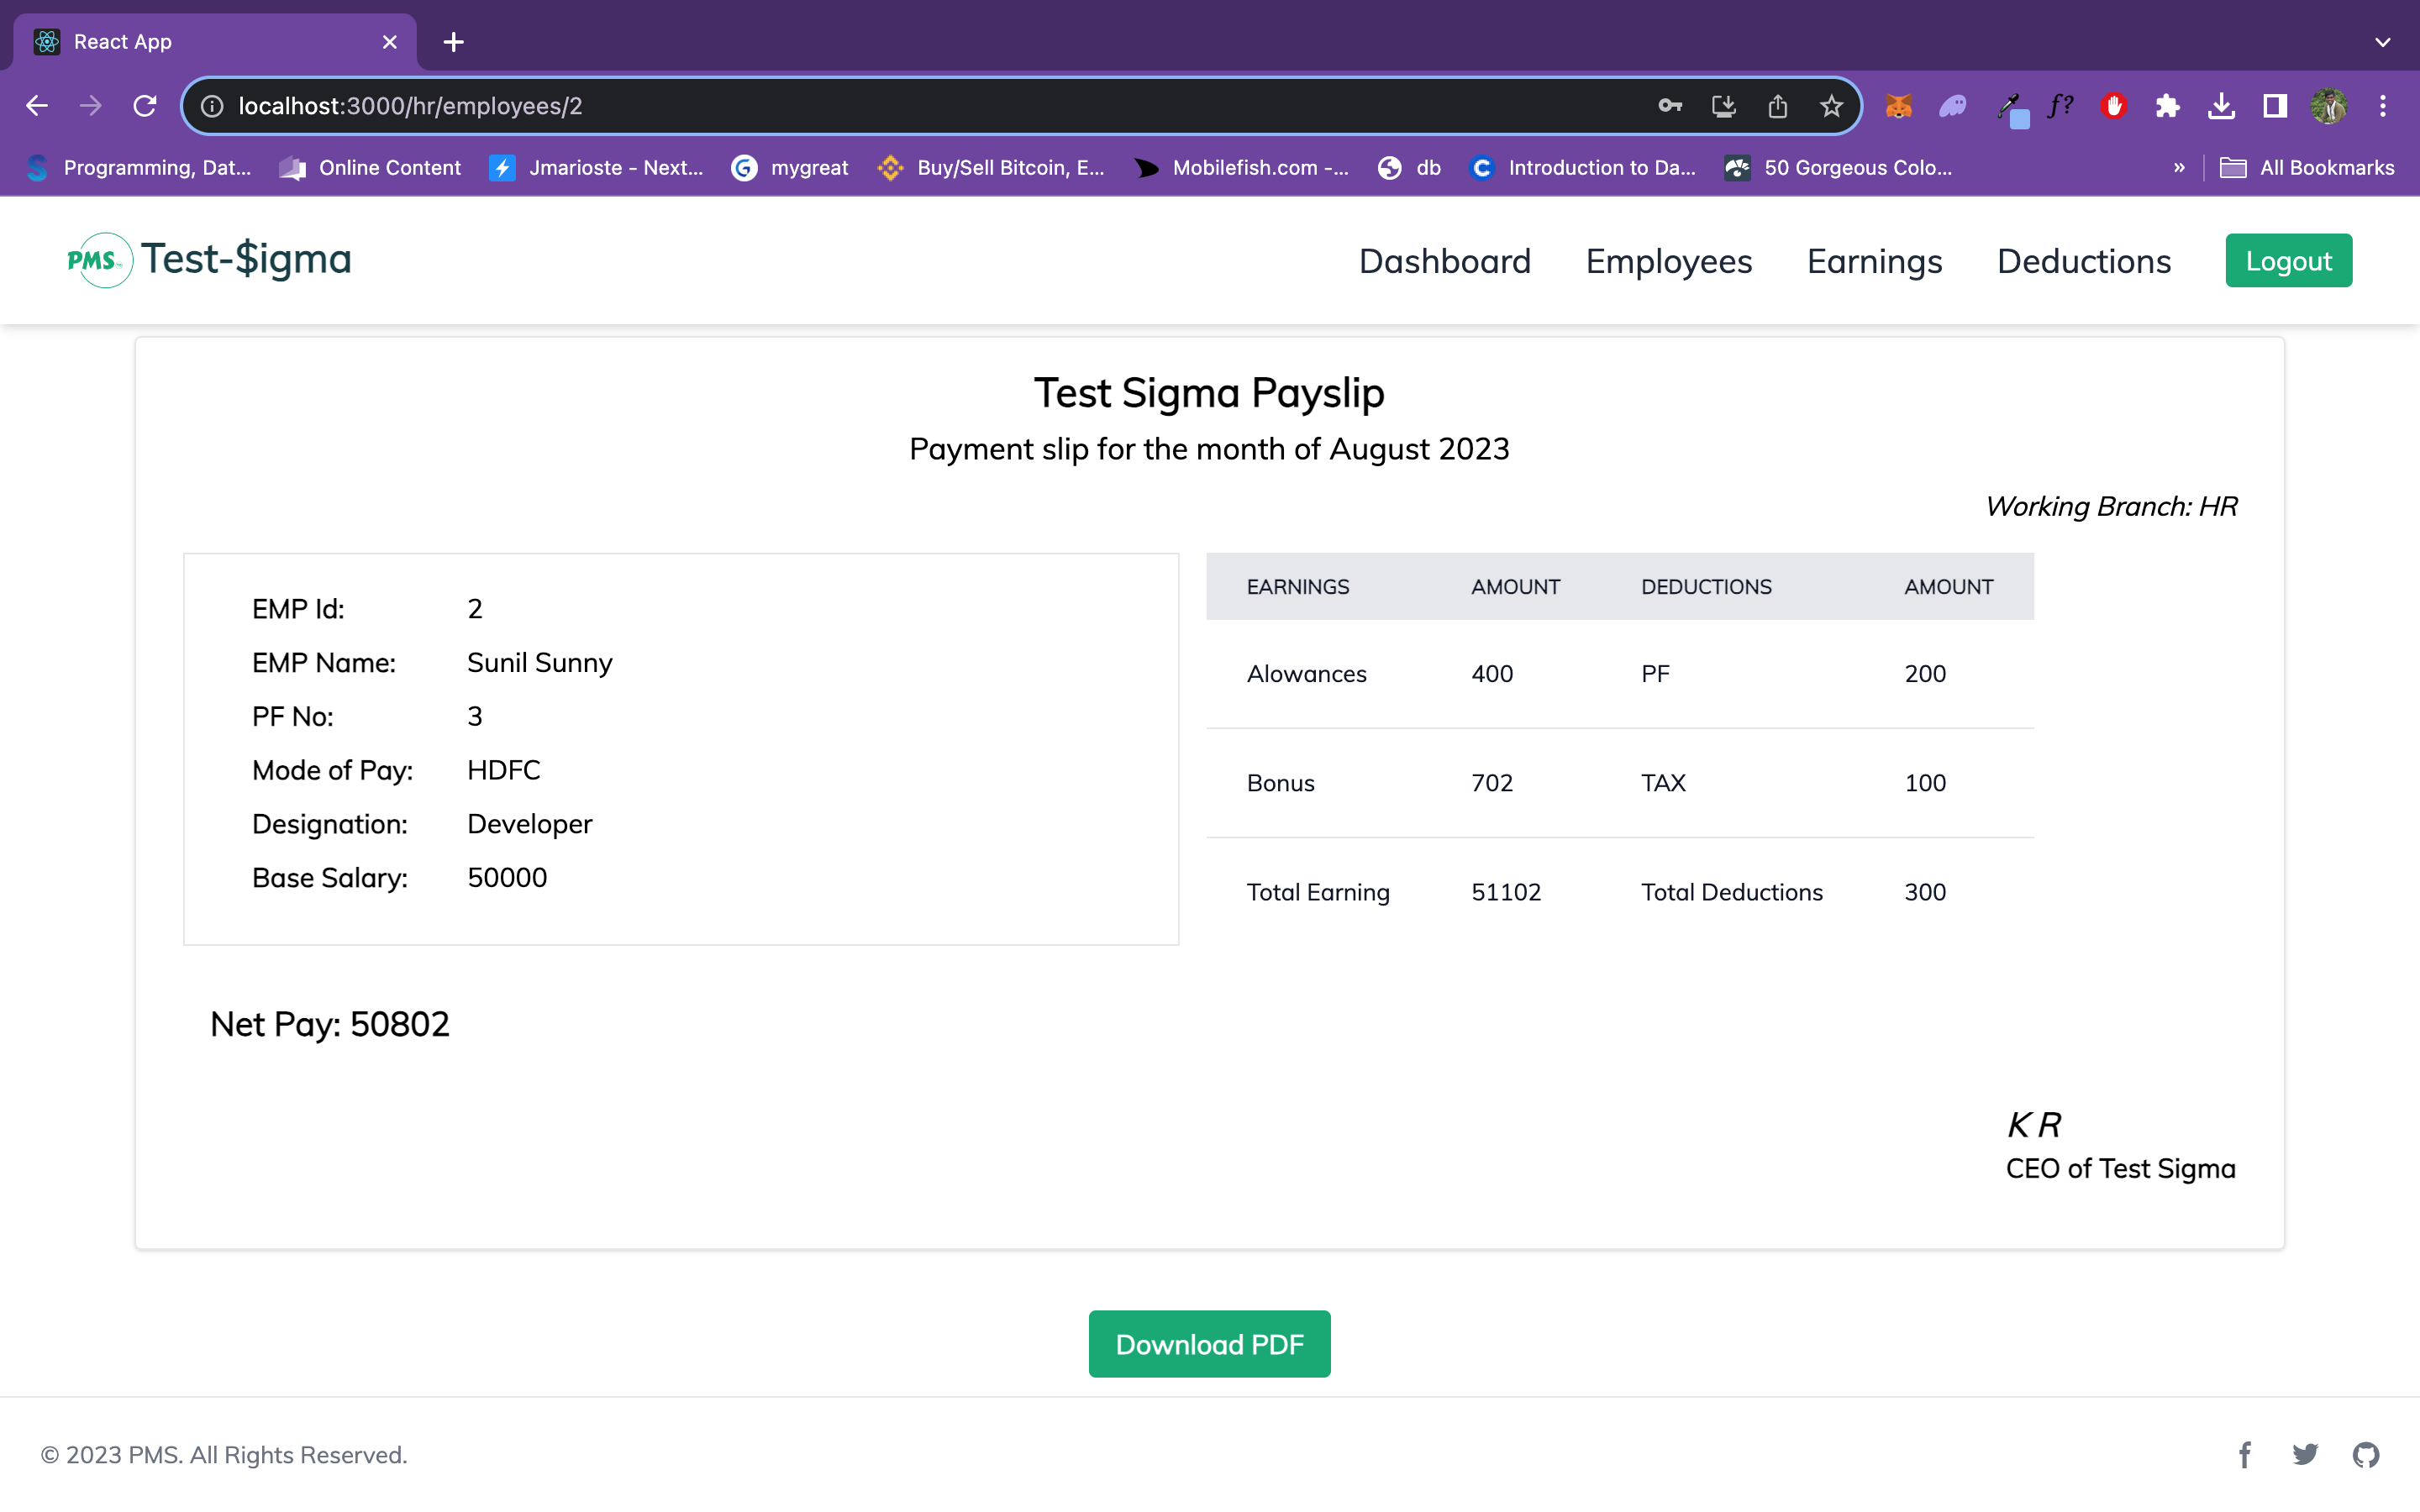 React App
localhost:3000/hr/employees/2
f?
Programming, Dat... Online Content Jmarioste - Next... mygreat Buy/Sell Bitcoin, E... Mobilefish.com -... db Introduction to Da... 50 Gorgeous Colo... » All Bookmarks
PMS Test-$igma Dashboard Employees Earnings Deductions Logout
Test Sigma Payslip
Payment slip for the month of August 2023
Working Branch: HR
EMP Id: 2
EMP Name: Sunil Sunny
PF No: 3
Mode of Pay: HDFC
Designation: Developer
Base Salary: 50000
EARNINGS AMOUNT DEDUCTIONS AMOUNT
Alowances 400 PF 200
Bonus 702 TAX 100
Total Earning 51102 Total Deductions 300
Net Pay: 50802
K R
CEO of Test Sigma
Download PDF
© 2023 PMS. All Rights Reserved.